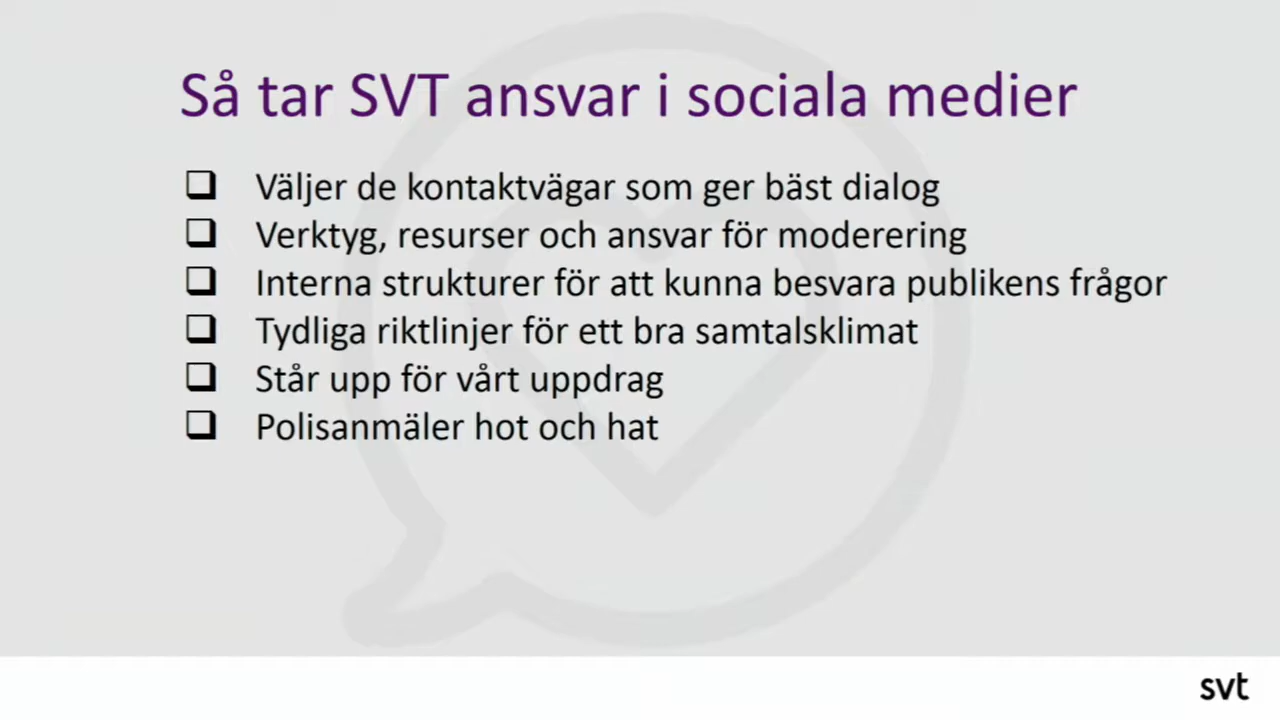 Så tar SVT ansvar i sociala medier
Väljer de kontaktvägar som ger bäst dialog
Verktyg, resurser och ansvar för moderering
Interna strukturer för att kunna besvara publikens frågor
Tydliga riktlinjer för ett bra samtalsklimat
Står upp för vårt uppdrag
Polisanmäler hot och hat
svt